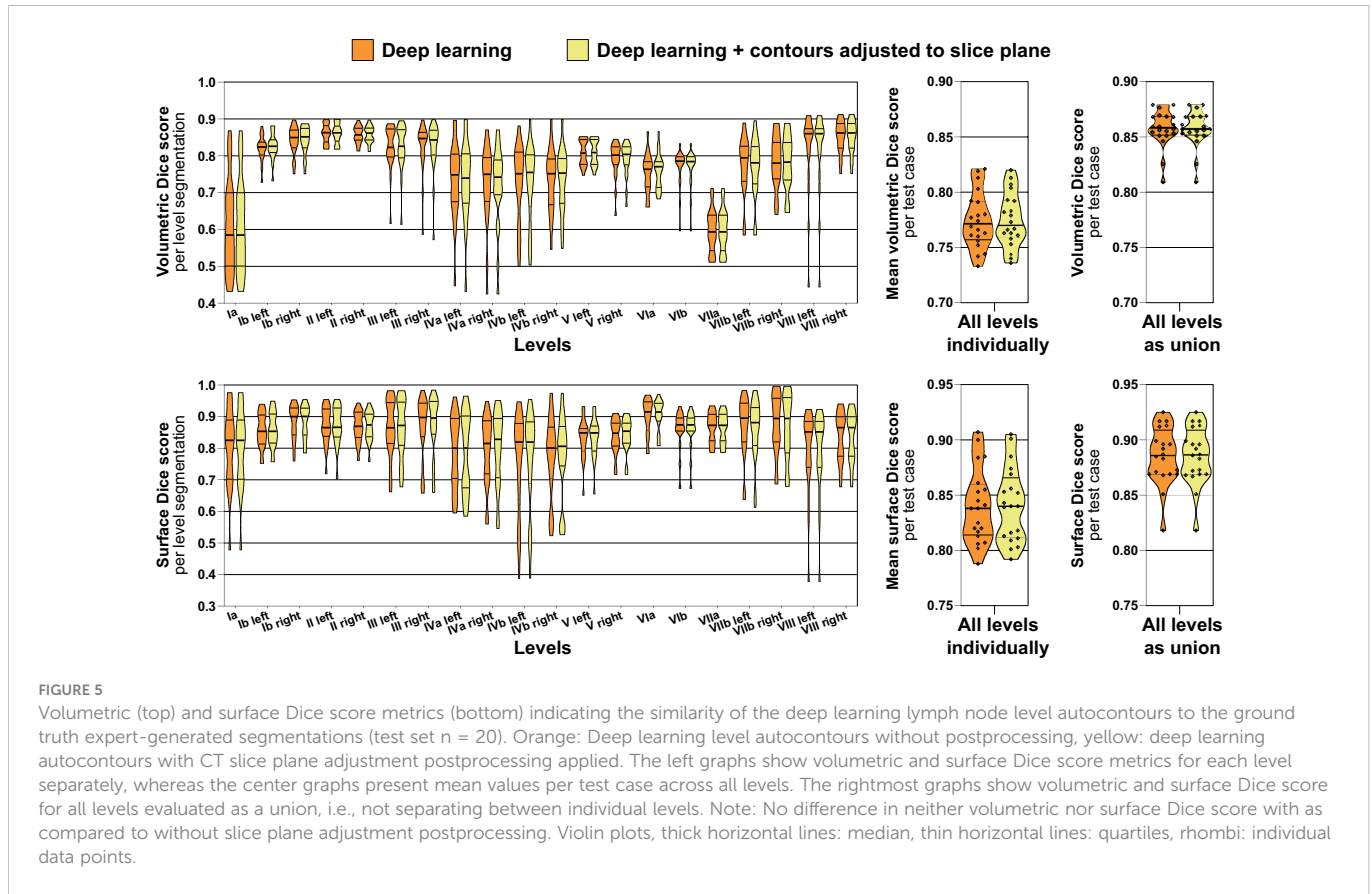 Deep learning
Deep learning + contours adjusted to slice plane
Volumetric Dice score
per level segmentation
1.0
0.9
0.8
0.7
0.6
0.5
0.4
Ia
Ib left
Ib right
II left
II right
III left
III right
IVa left
IVa right
IVb left
IVb right
V left
V right
VIa
VIb
VIIa
VIIb left
VIIb right
VIII left
VIII right
Levels
Mean volumetric Dice score
per test case
0.90
0.85
0.80
0.75
0.70
All levels
individually
Volumetric Dice score
per test case
0.90
0.85
0.80
0.75
0.70
All levels
as union
Surface Dice score
per level segmentation
1.0
0.9
0.8
0.7
0.6
0.5
0.4
0.3
Ia
Ib left
Ib right
II left
II right
III left
III right
IVa left
IVa right
IVb left
IVb right
V left
V right
VIa
VIb
VIIa
VIIb left
VIIb right
VIII left
VIII right
Levels
Mean surface Dice score
per test case
0.95
0.90
0.85
0.80
0.75
All levels
individually
Surface Dice score
per test case
0.95
0.90
0.85
0.80
0.75
All levels
as union
FIGURE 5
Volumetric (top) and surface Dice score metrics (bottom) indicating the similarity of the deep learning lymph node level autocontours to the ground
truth expert-generated segmentations (test set n = 20). Orange: Deep learning level autocontours without postprocessing, yellow: deep learning
autocontours with CT slice plane adjustment postprocessing applied. The left graphs show volumetric and surface Dice score metrics for each level
separately, whereas the center graphs present mean values per test case across all levels. The rightmost graphs show volumetric and surface Dice score
for all levels evaluated as a union, i.e., not separating between individual levels. Note: No difference in neither volumetric nor surface Dice score with as
compared to without slice plane adjustment postprocessing. Violin plots, thick horizontal lines: median, thin horizontal lines: quartiles, rhombi: individual
data points.